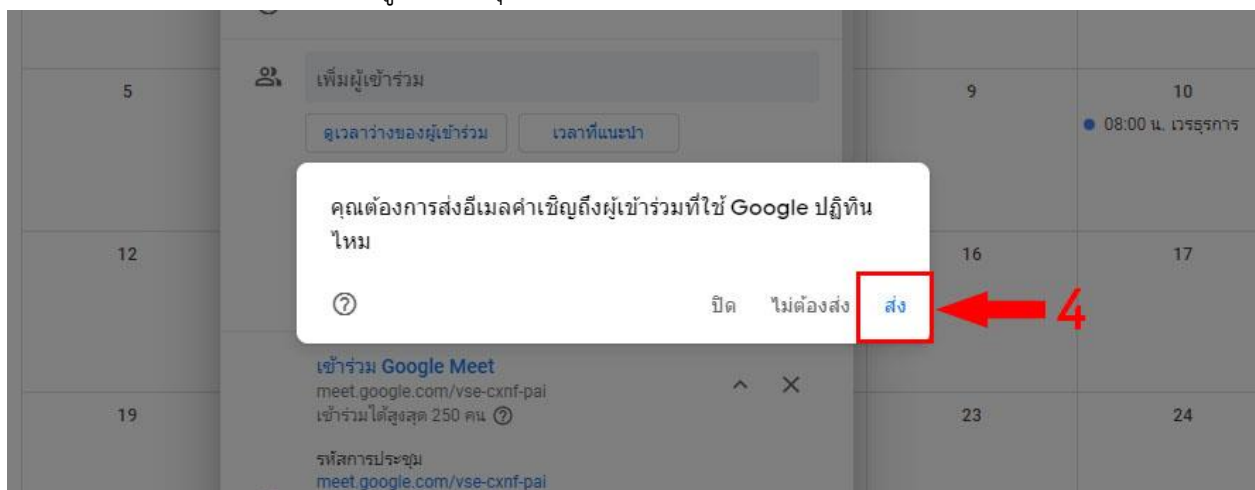 เพิ่มผู้เข้าร่วม
5
9
10
ดูเวลาว่างของผู้เข้าร่วม
เวลาที่แนะนำ
08:00 น. เวรธุรการ
คุณต้องการส่งอีเมลคำเชิญถึงผู้เข้าร่วมที่ใช้ Google ปฏิทิน
ไหม
12
16
17
ปิด
ไม่ต้องส่ง
ส่ง
4
เข้าร่วม Google Meet
meet.google.com/vse-cxnf-pai
เข้าร่วมได้สูงสุด 250 คน
19
23
24
รหัสการประชุม
meet.google.com/vse-cxnf-pai